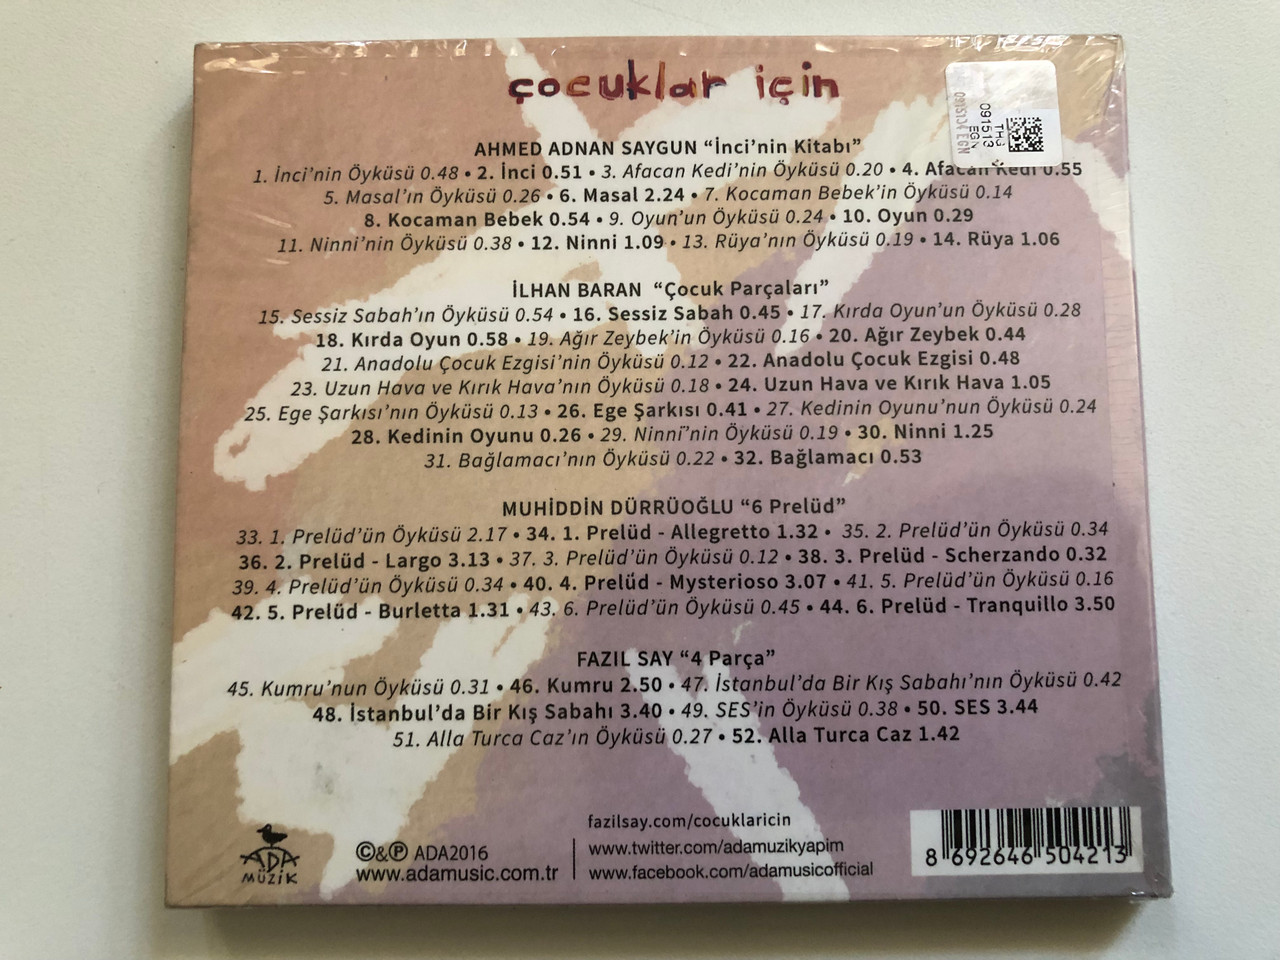 çocuklar için
0915134 EGN
THG
091513
EGN
AHMED ADNAN SAYGUN “İnci’nin Kitabı”
1. İnci’nin Öyküsü 0.48 • 2. İnci 0.51 • 3. Afacan Kedi’nin Öyküsü 0.20 • 4. Afacan Kedi 0.55
5. Masal’ın Öyküsü 0.26 • 6. Masal 2.24 • 7. Kocaman Bebek’in Öyküsü 0.14
8. Kocaman Bebek 0.54 • 9. Oyun’un Öyküsü 0.24 • 10. Oyun 0.29
11. Ninni’nin Öyküsü 0.38 • 12. Ninni 1.09 • 13. Rüya’nın Öyküsü 0.19 • 14. Rüya 1.06
İLHAN BARAN “Çocuk Parçaları”
15. Sessiz Sabah’ın Öyküsü 0.54 • 16. Sessiz Sabah 0.45 • 17. Kırda Oyun’un Öyküsü 0.28
18. Kırda Oyun 0.58 • 19. Ağır Zeybek’in Öyküsü 0.16 • 20. Ağır Zeybek 0.44
21. Anadolu Çocuk Ezgisi’nin Öyküsü 0.12 • 22. Anadolu Çocuk Ezgisi 0.48
23. Uzun Hava ve Kırık Hava’nın Öyküsü 0.18 • 24. Uzun Hava ve Kırık Hava 1.05
25. Ege Şarkısı’nın Öyküsü 0.13 • 26. Ege Şarkısı 0.41 • 27. Kedinin Oyunu’nun Öyküsü 0.24
28. Kedinin Oyunu 0.26 • 29. Ninni’nin Öyküsü 0.19 • 30. Ninni 1.25
31. Bağlamacı’nın Öyküsü 0.22 • 32. Bağlamacı 0.53
MUHİDDİN DÜRRÜOĞLU “6 Prelüd”
33. 1. Prelüd’ün Öyküsü 2.17 • 34. 1. Prelüd - Allegretto 1.32 • 35. 2. Prelüd’ün Öyküsü 0.34
36. 2. Prelüd - Largo 3.13 • 37. 3. Prelüd’ün Öyküsü 0.12 • 38. 3. Prelüd - Scherzando 0.32
39. 4. Prelüd’ün Öyküsü 0.34 • 40. 4. Prelüd - Mysterioso 3.07 • 41. 5. Prelüd’ün Öyküsü 0.16
42. 5. Prelüd - Burletta 1.31 • 43. 6. Prelüd’ün Öyküsü 0.45 • 44. 6. Prelüd - Tranquillo 3.50
FAZIL SAY “4 Parça”
45. Kumru’nun Öyküsü 0.31 • 46. Kumru 2.50 • 47. İstanbul’da Bir Kış Sabahı’nın Öyküsü 0.42
48. İstanbul’da Bir Kış Sabahı 3.40 • 49. SES’in Öyküsü 0.38 • 50. SES 3.44
51. Alla Turca Caz’ın Öyküsü 0.27 • 52. Alla Turca Caz 1.42
ADA
MÜZİK
©&℗ ADA2016
www.adamusic.com.tr
fazilsay.com/cocuklaricin
www.twitter.com/adamuzikyapim
www.facebook.com/adamusicofficial
8 692646 504213